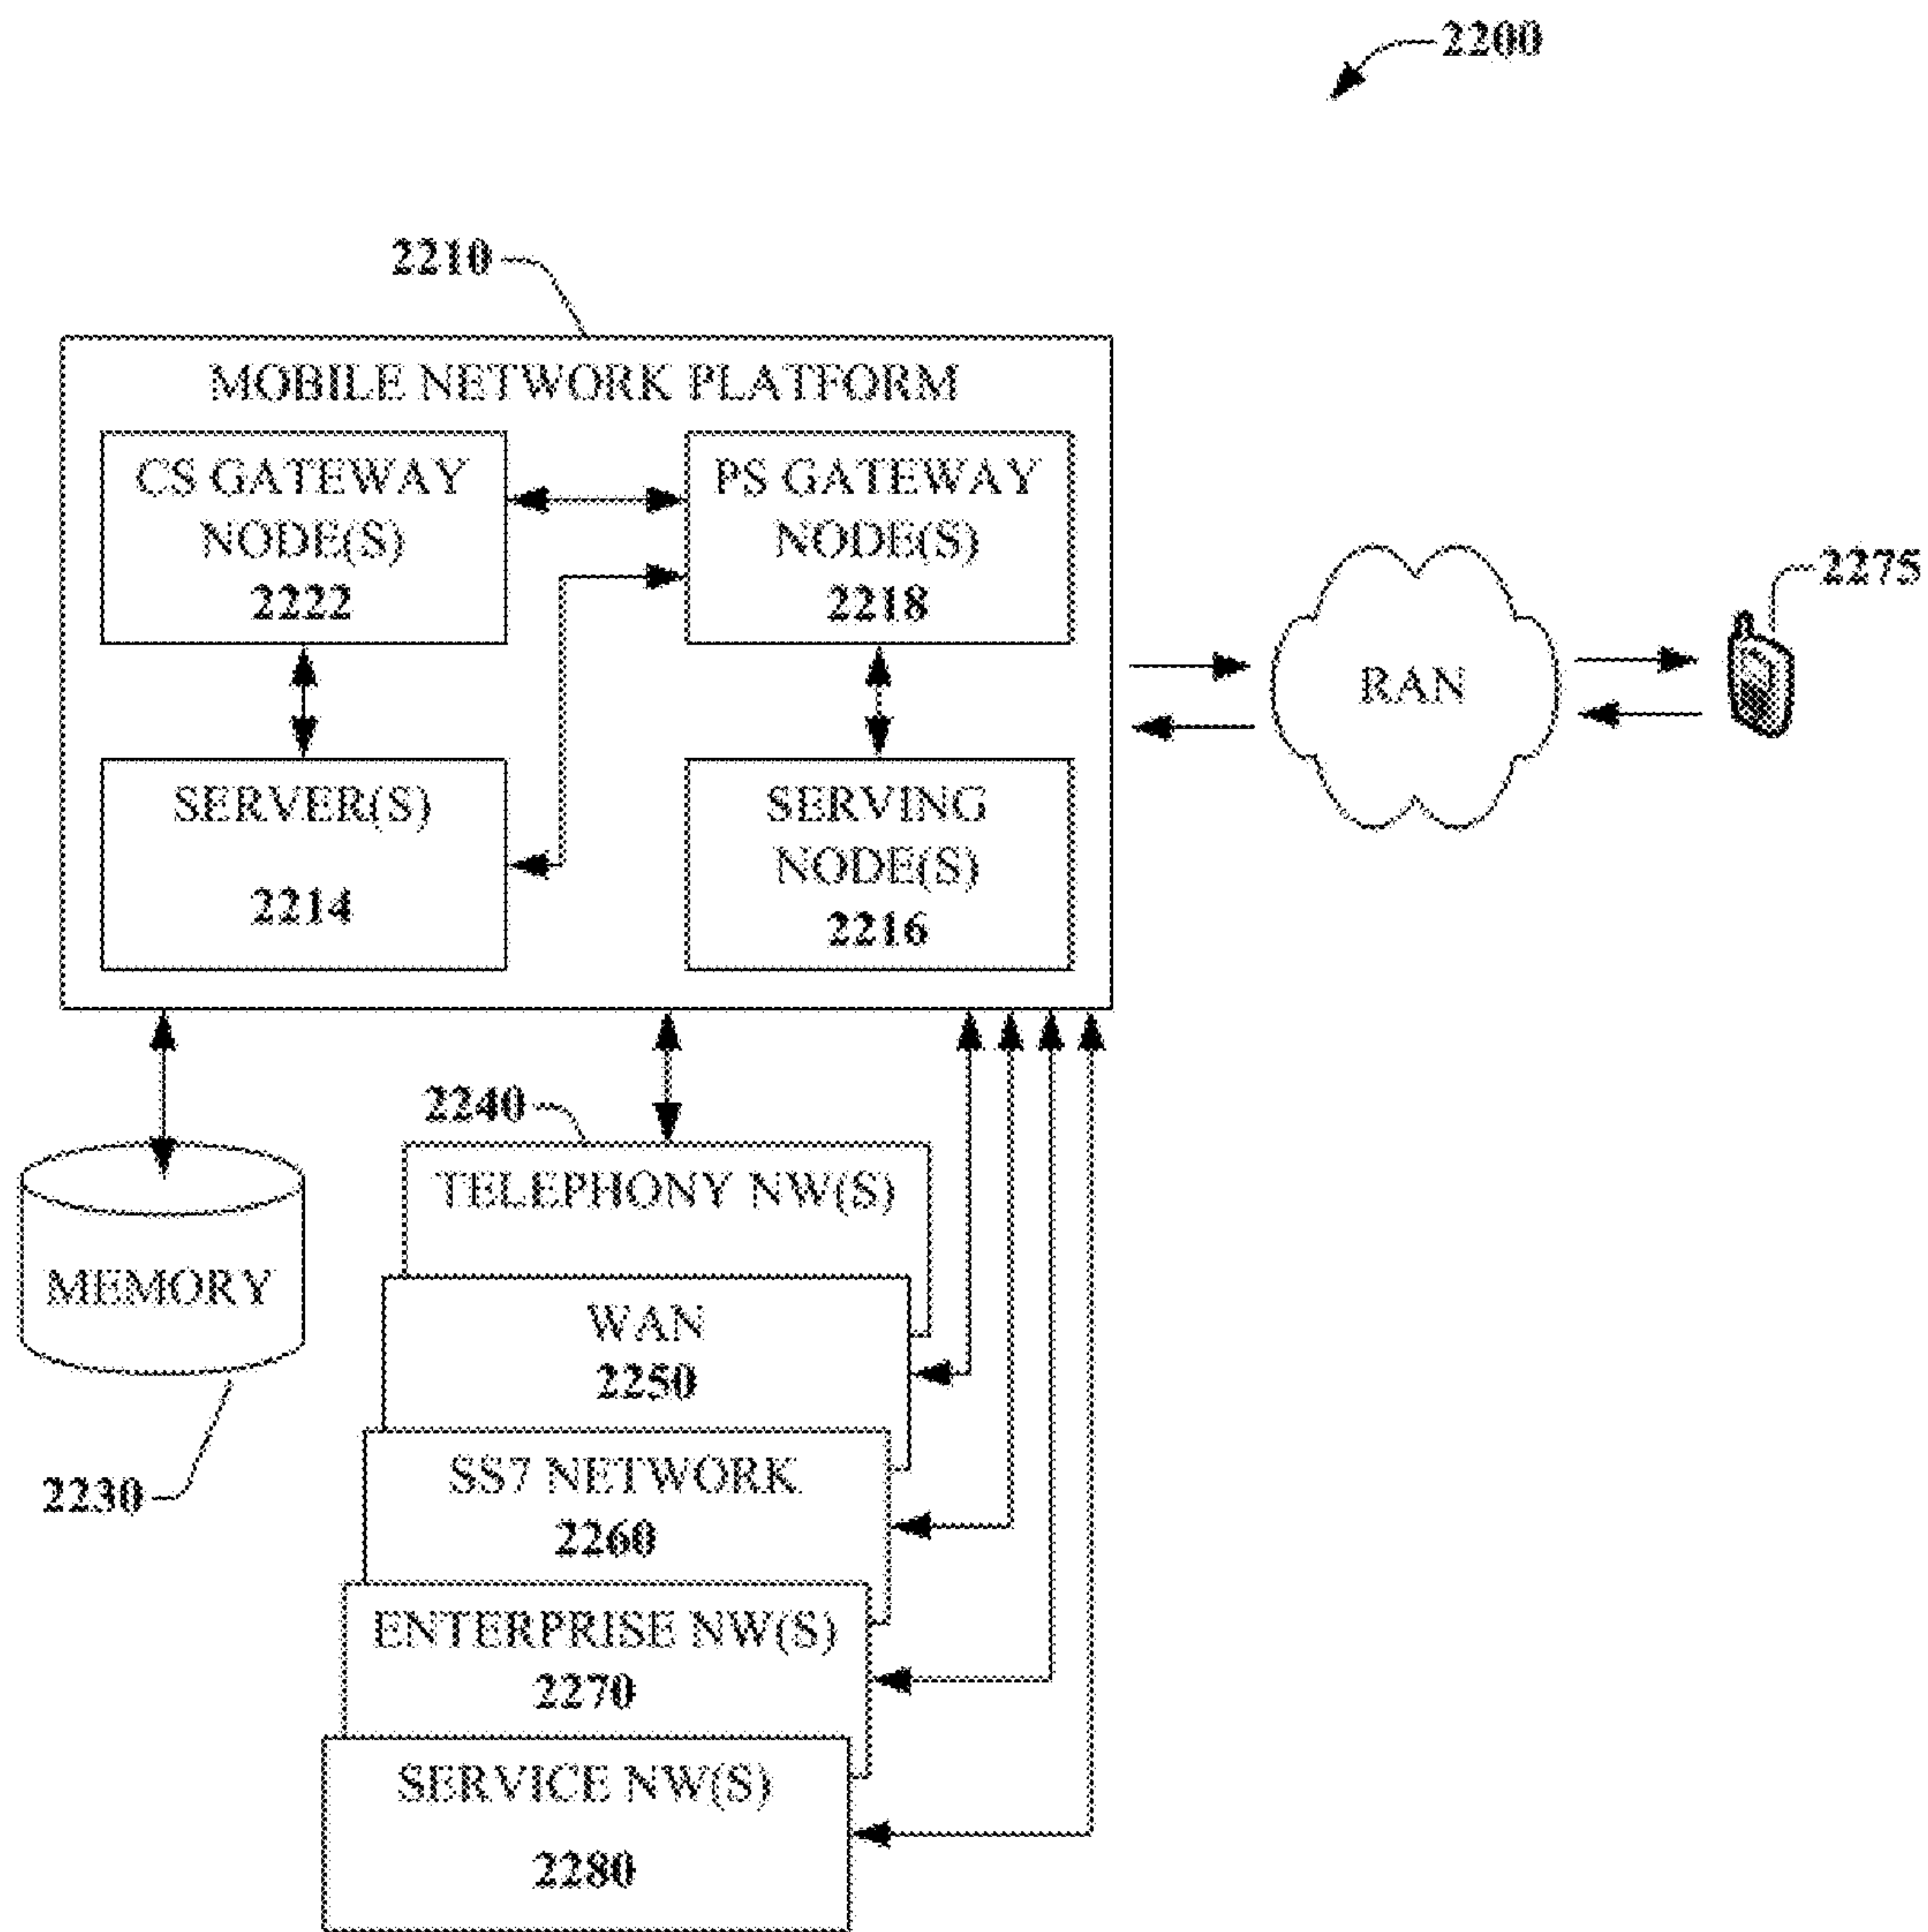 2200
2210
MOBILE NETWORK PLATFORM
CS GATEWAY
NODE(S)
2222
PS GATEWAY
NODE(S)
2218
SERVER(S)
2214
SERVING
NODE(S)
2216
RAN
2275
2240
TELEPHONY NW(S)
MEMORY
2230
WAN
2250
SS7 NETWORK
2260
ENTERPRISE NW(S)
2270
SERVICE NW(S)
2280